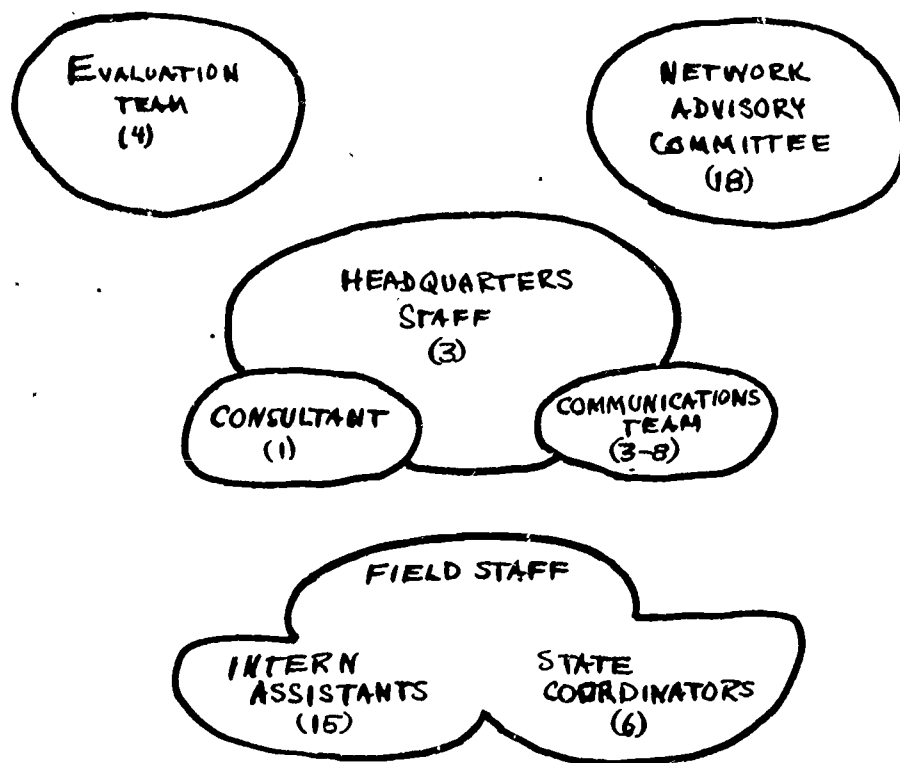 EVALUATION
TEAM
(4)
NETWORK
ADVISORY
COMMITTEE
(18)
HEADQUARTERS
STAFF
(3)
CONSULTANT
(1)
COMMUNICATIONS
TEAM
(3-8)
FIELD STAFF
INTERN
ASSISTANTS
(15)
STATE
COORDINATORS
(6)